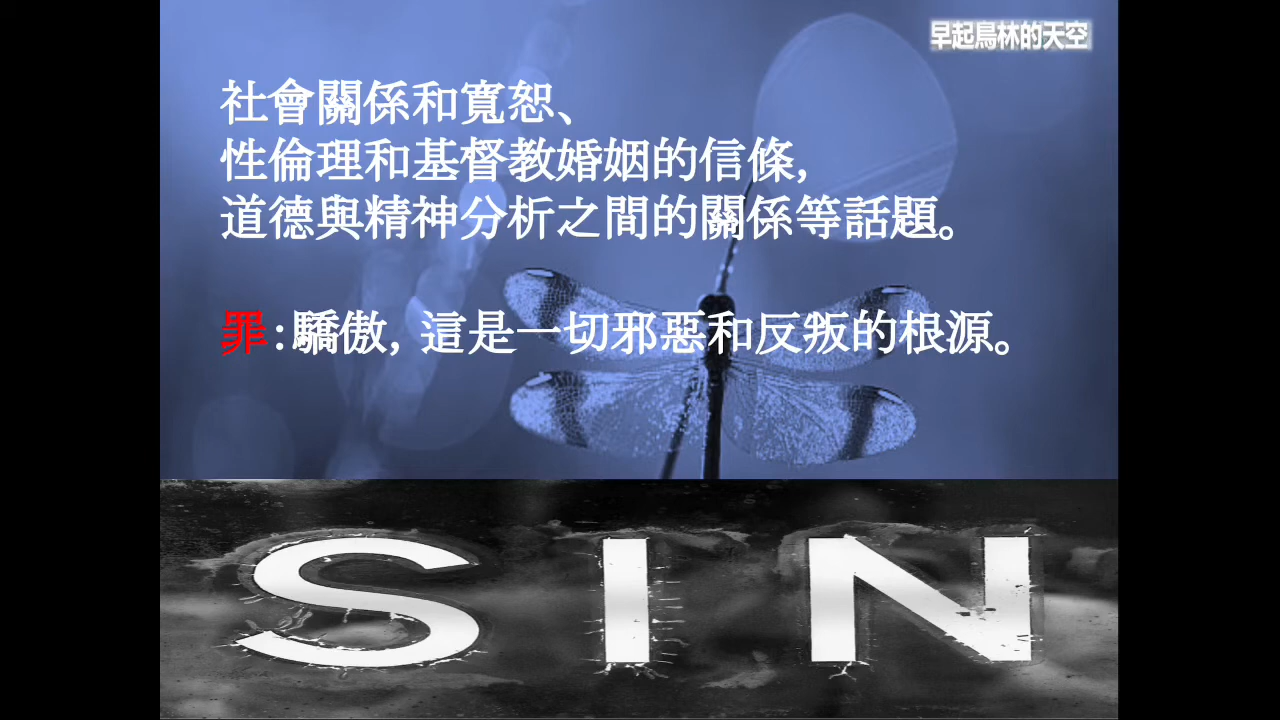 早起鳥林的天空
社會關係和寬恕、
性倫理和基督教婚姻的信條,
道德與精神分析之間的關係等話題。
罪:驕傲, 這是一切邪惡和反叛的根源。
SIN